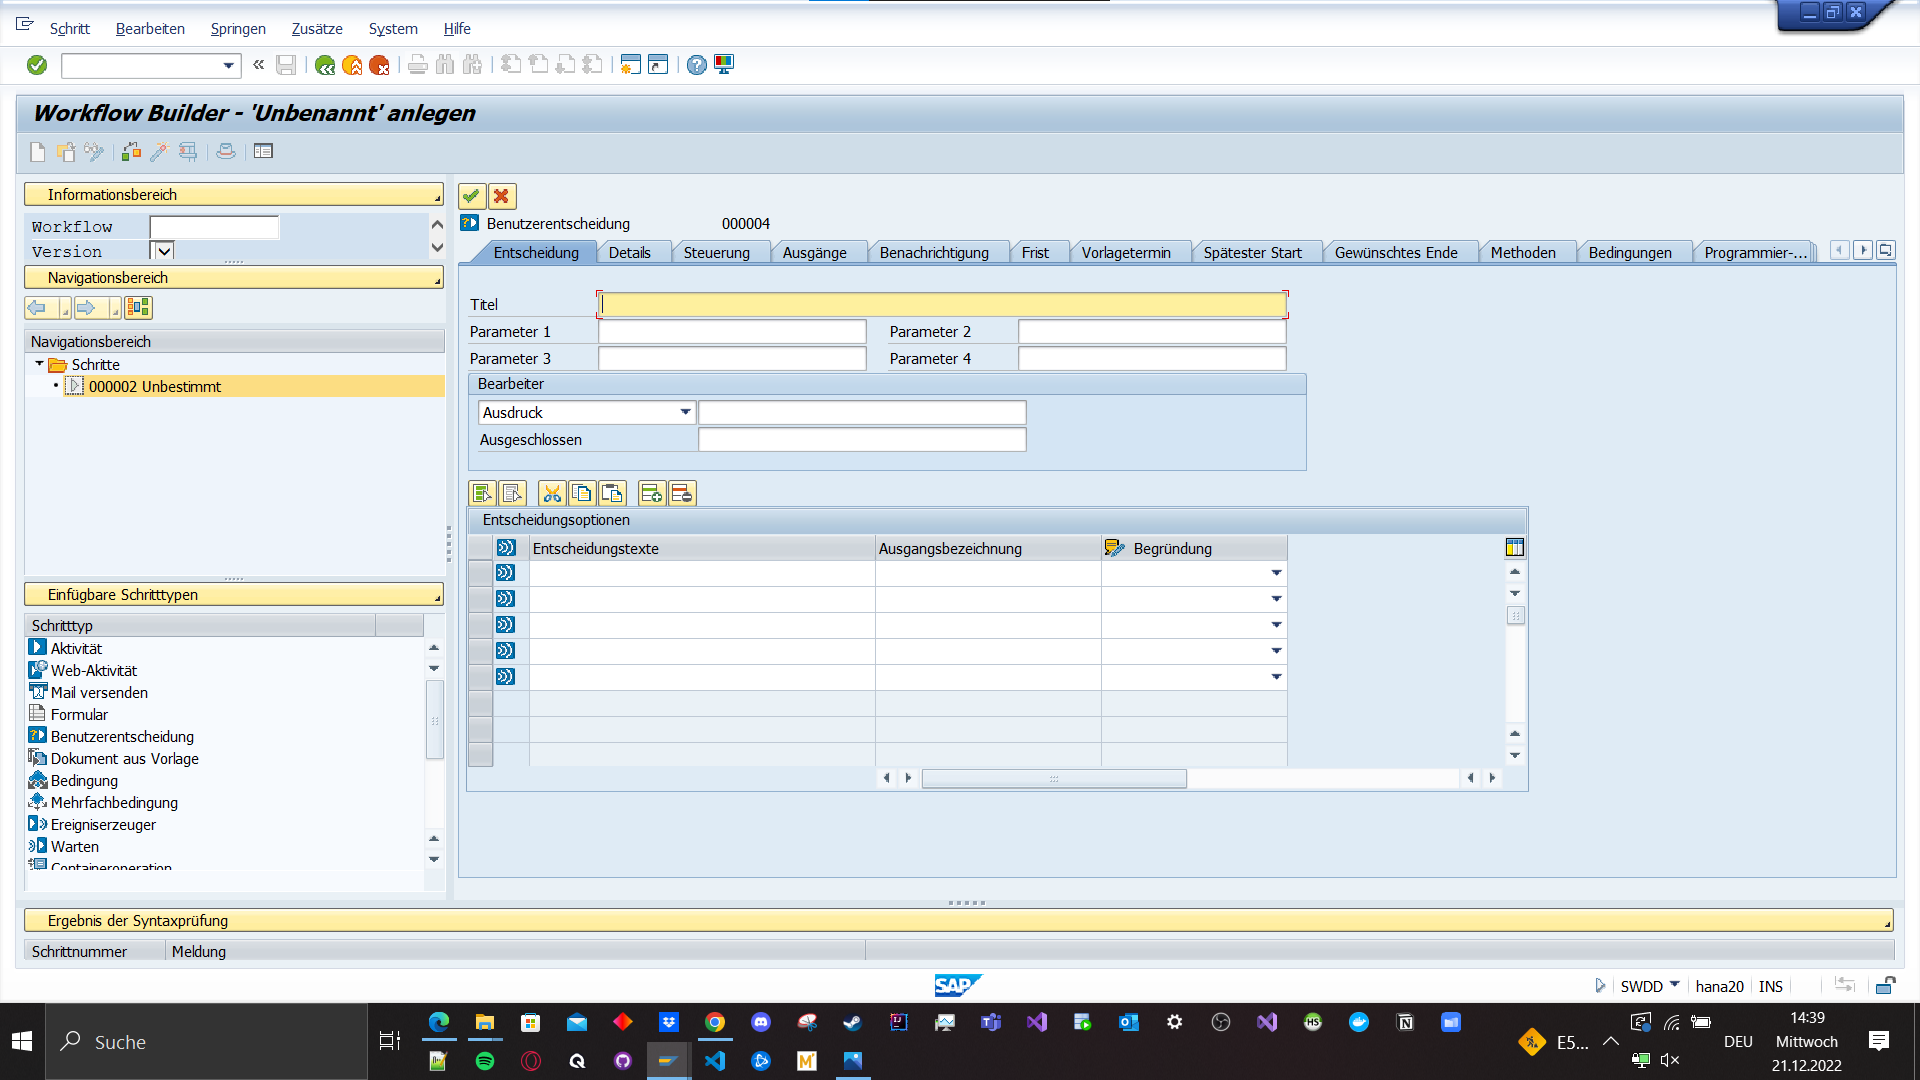 Schritt Bearbeiten Springen Zusätze System Hilfe
Workflow Builder - 'Unbenannt' anlegen
Informationsbereich
Workflow
Version
Navigationsbereich
Navigationsbereich
Schritte
000002 Unbestimmt
Einfügbare Schritttypen
Schritttyp
Aktivität
Web-Aktivität
Mail versenden
Formular
Benutzerentscheidung
Dokument aus Vorlage
Bedingung
Mehrfachbedingung
Ereigniserzeuger
Warten
Containeroperation
Benutzerentscheidung 000004
Entscheidung Details Steuerung Ausgänge Benachrichtigung Frist Vorlagetermin Spätester Start Gewünschtes Ende Methoden Bedingungen Programmier-...
Titel
Parameter 1 Parameter 2
Parameter 3 Parameter 4
Bearbeiter
Ausdruck
Ausgeschlossen
Entscheidungsoptionen
Entscheidungstexte Ausgangsbezeichnung Begründung
Ergebnis der Syntaxprüfung
Schrittnummer Meldung
SAP
SWDD hana20 INS
Suche
E5...
DEU
14:39
Mittwoch
21.12.2022